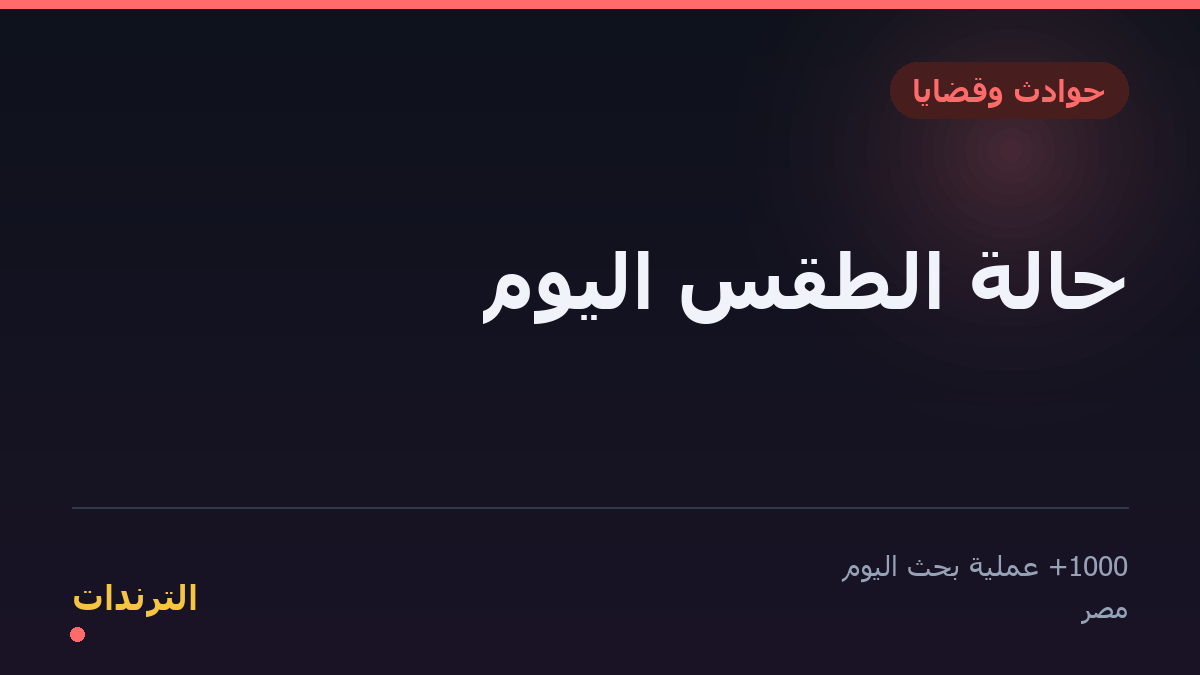 حوادث وقضايا
حالة الطقس اليوم
1000+ عملية بحث اليوم
مصر
الترندات